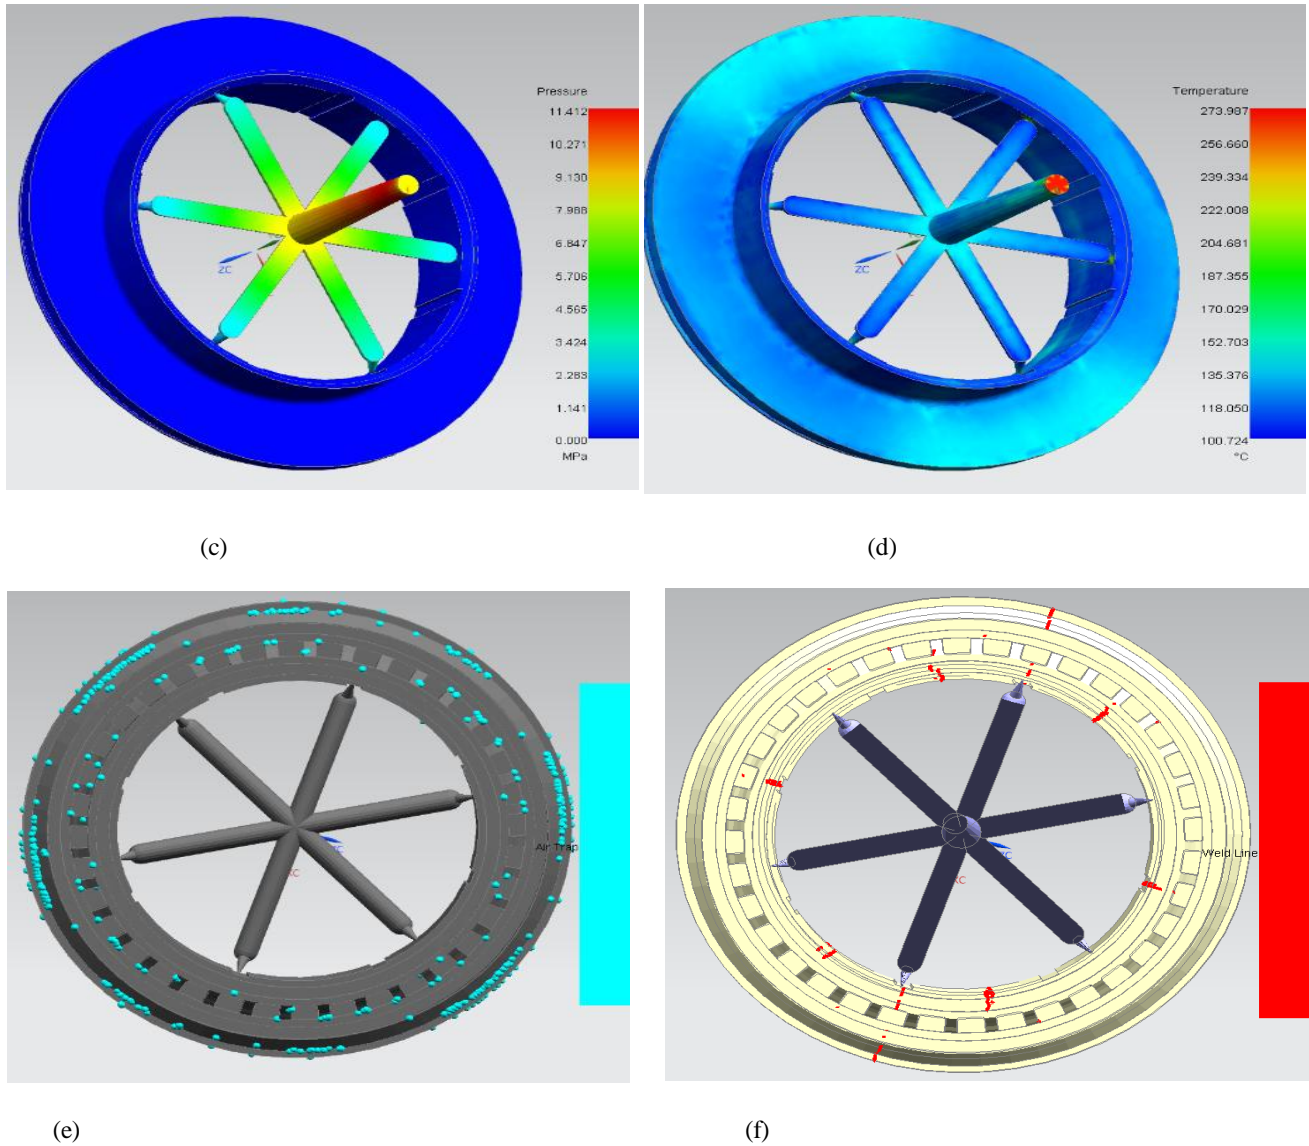 Pressure
11.412
10.271
9.130
7.988
6.847
5.706
4.565
3.424
2.283
1.141
0.000
MPa
ZC
Temperature
273.987
256.660
239.334
222.008
204.681
187.355
170.029
152.703
135.376
118.050
100.724
°C
ZC
(c)
(d)
Air Trap
XC
Weld Line
XC
(e)
(f)